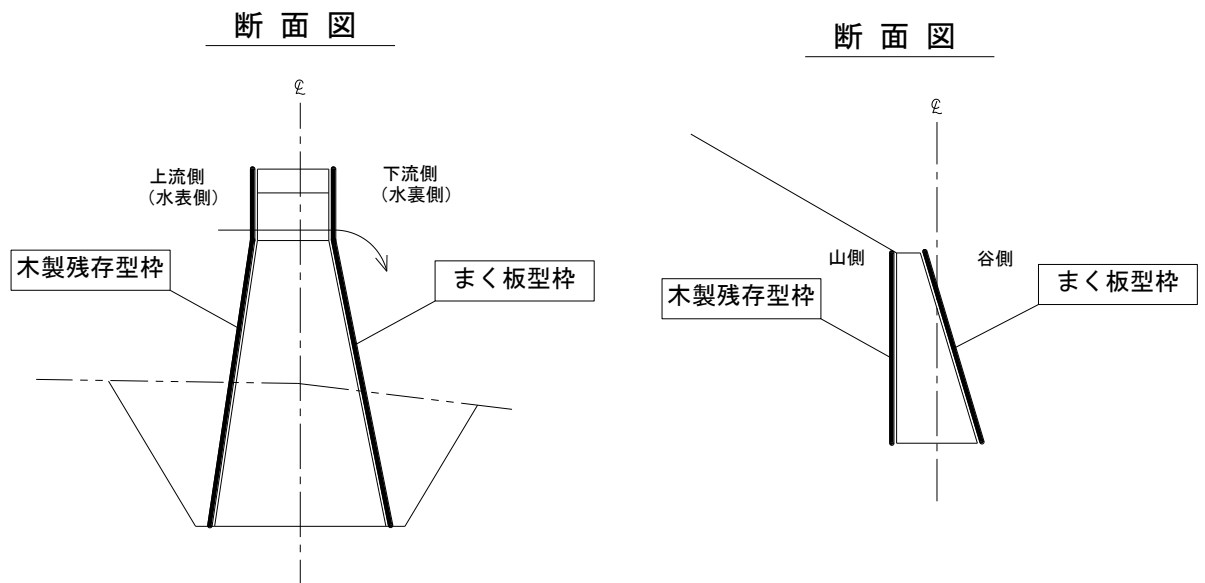 断面図
℄
上流側
(水表側)
下流側
(水裏側)
木製残存型枠
まく板型枠
断面図
℄
山側
谷側
木製残存型枠
まく板型枠